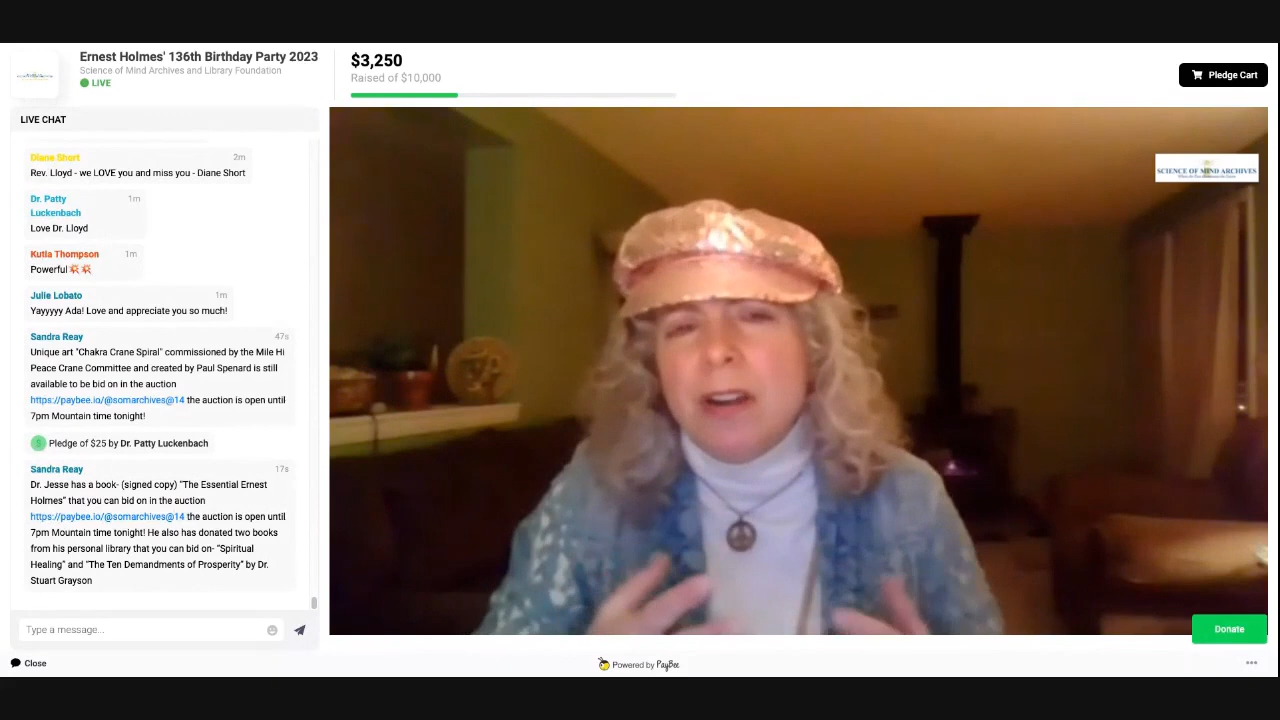 Ernest Holmes' 136th Birthday Party 2023
Science of Mind Archives and Library Foundation
LIVE
$3,250
Raised of $10,000
Pledge Cart
LIVE CHAT
Diane Short 2m
Rev. Lloyd - we LOVE you and miss you - Diane Short
Dr. Patty 1m
Luckenbach
Love Dr. Lloyd
Kutia Thompson 1m
Powerful💥💥
Julie Lobato 1m
Yayyyyy Ada! Love and appreciate you so much!
Sandra Reay 47s
Unique art "Chakra Crane Spiral" commissioned by the Mile Hi
Peace Crane Committee and created by Paul Spenard is still
available to be bid on in the auction
https://paybee.io/@somarchives@14 the auction is open until
7pm Mountain time tonight!
Pledge of $25 by Dr. Patty Luckenbach
Sandra Reay 17s
Dr. Jesse has a book- (signed copy) "The Essential Ernest
Holmes" that you can bid on in the auction
https://paybee.io/@somarchives@14 the auction is open until
7pm Mountain time tonight! He also has donated two books
from his personal library that you can bid on- "Spiritual
Healing" and "The Ten Demandments of Prosperity" by Dr.
Stuart Grayson
Type a message...
Close
SCIENCE OF MIND ARCHIVES
Donate
Powered by PayBee